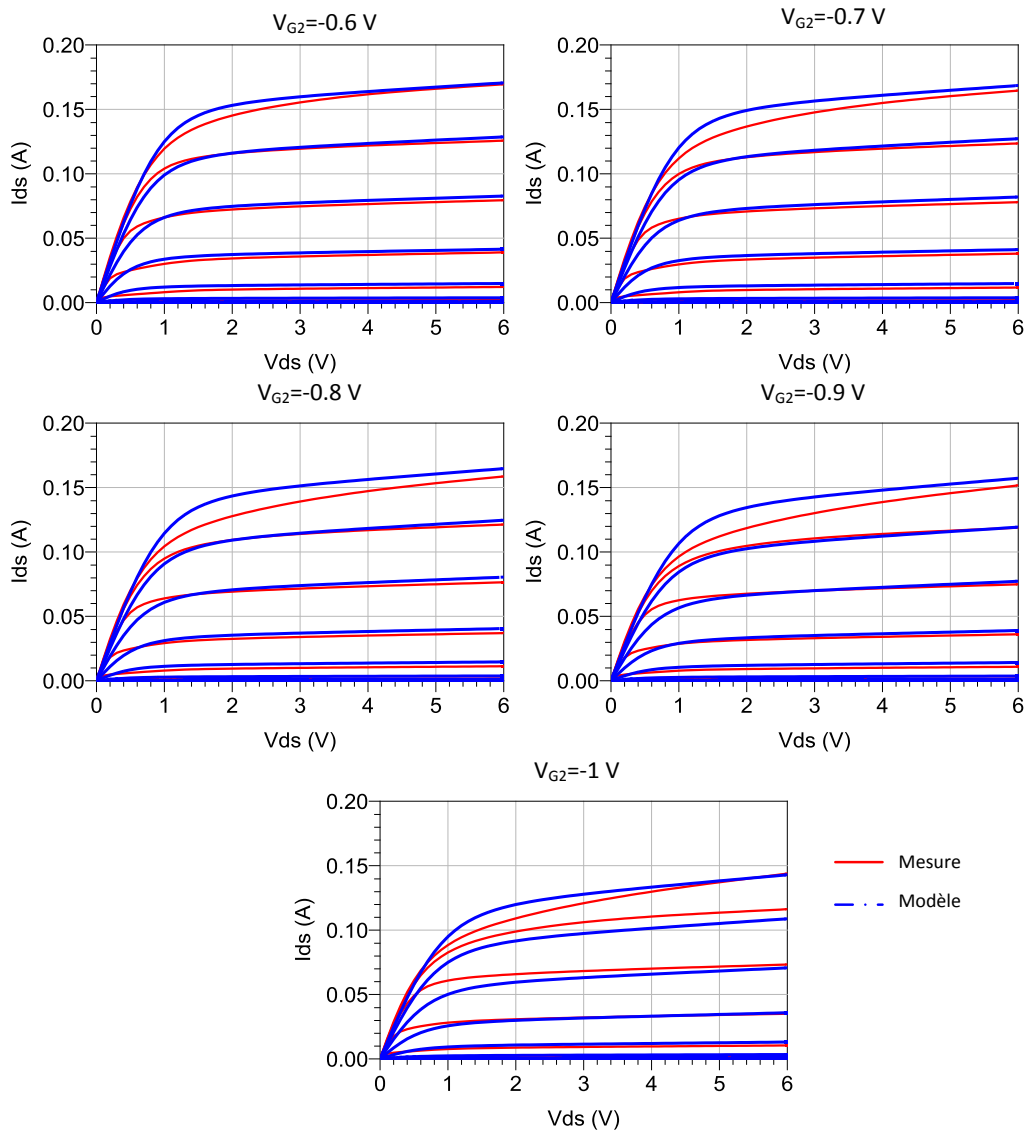 V_G2=-0.6 V
0.20
0.15
0.10
0.05
0.00
Ids (A)
0 1 2 3 4 5 6
Vds (V)
V_G2=-0.7 V
0.20
0.15
0.10
0.05
0.00
Ids (A)
0 1 2 3 4 5 6
Vds (V)
V_G2=-0.8 V
0.20
0.15
0.10
0.05
0.00
Ids (A)
0 1 2 3 4 5 6
Vds (V)
V_G2=-0.9 V
0.20
0.15
0.10
0.05
0.00
Ids (A)
0 1 2 3 4 5 6
Vds (V)
V_G2=-1 V
0.20
0.15
0.10
0.05
0.00
Ids (A)
0 1 2 3 4 5 6
Vds (V)
Mesure
Modèle